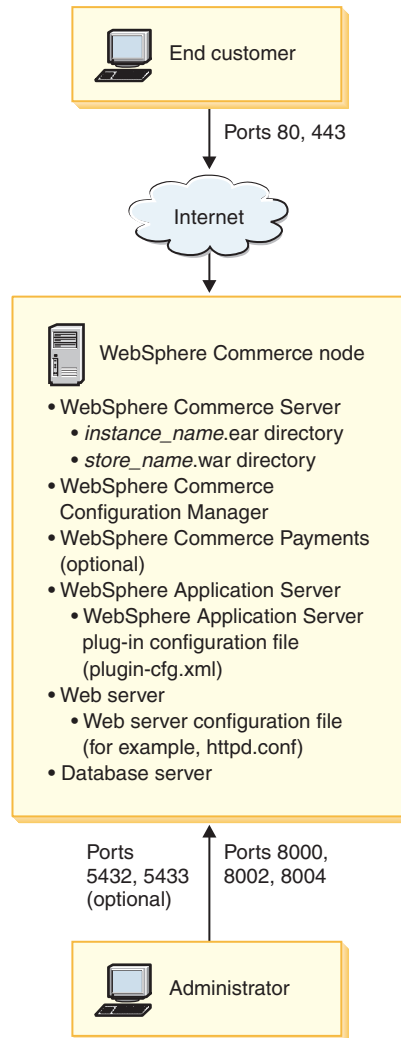 End customer
Ports 80, 443
Internet
WebSphere Commerce node
• WebSphere Commerce Server
• instance_name.ear directory
• store_name.war directory
• WebSphere Commerce
Configuration Manager
• WebSphere Commerce Payments
(optional)
• WebSphere Application Server
• WebSphere Application Server
plug-in configuration file
(plugin-cfg.xml)
• Web server
• Web server configuration file
(for example, httpd.conf)
• Database server
Ports
5432, 5433
(optional)
Ports 8000,
8002, 8004
Administrator